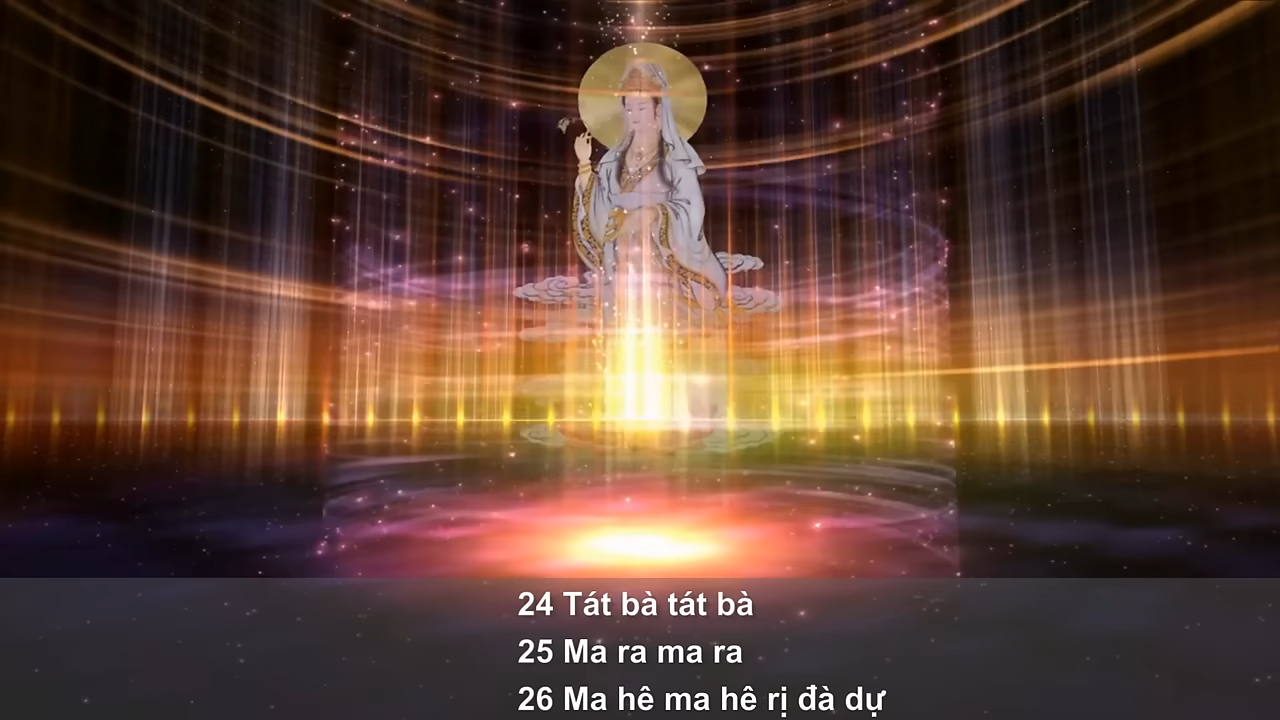 24 Tát bà tát bà
25 Ma ra ma ra
26 Ma hê ma hê rị đà dự